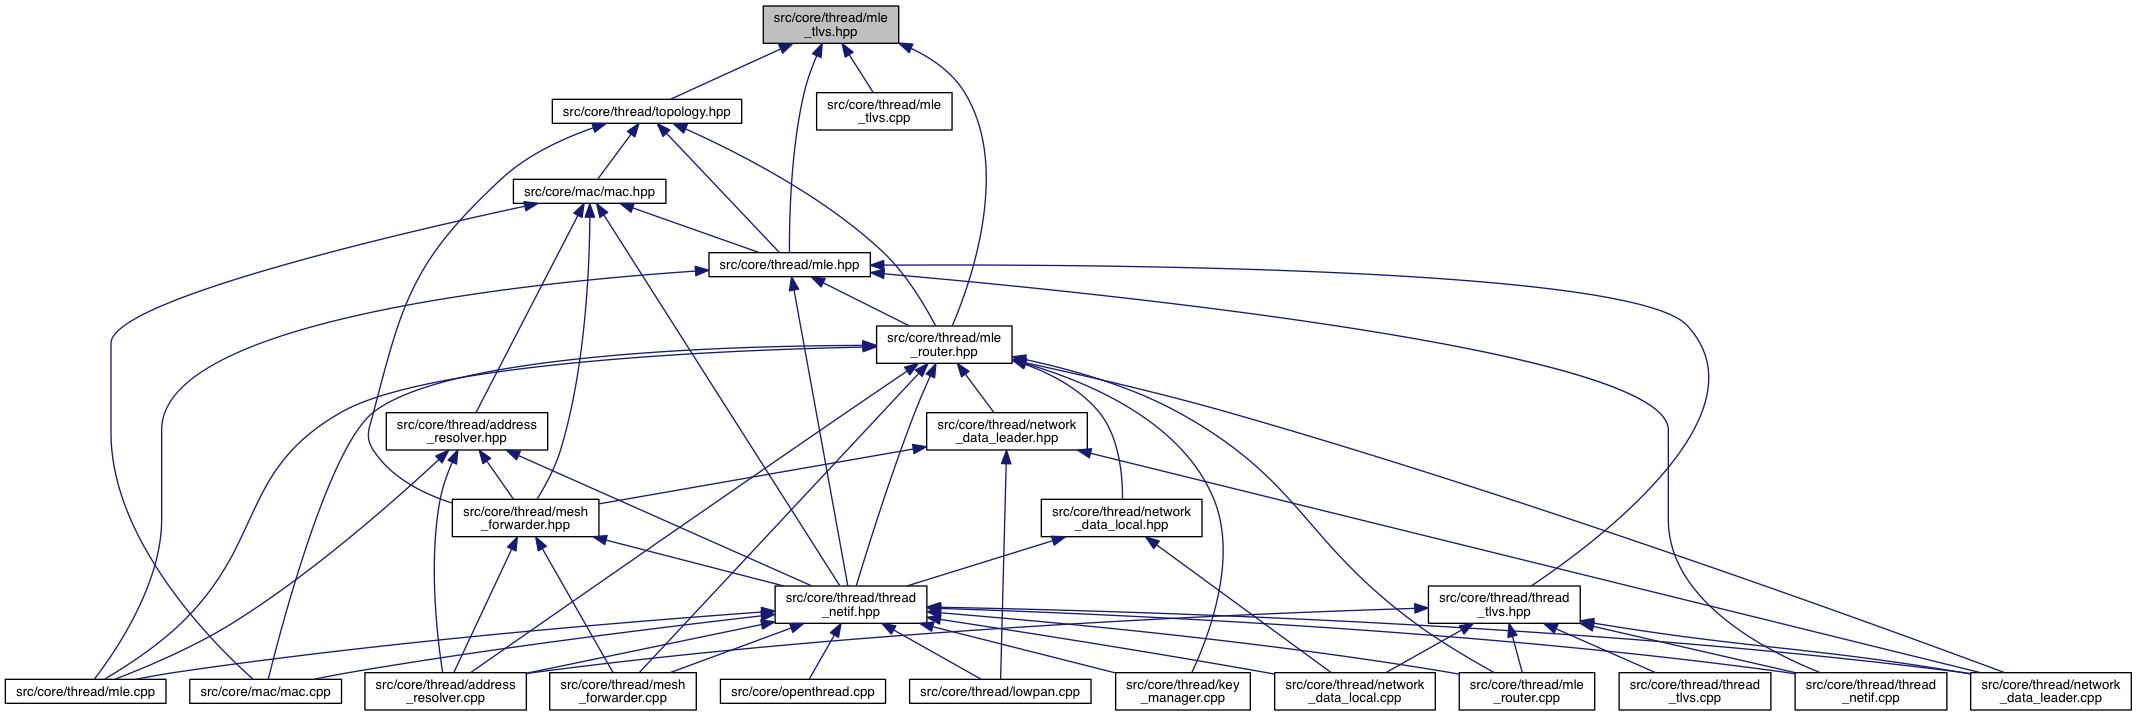 src/core/thread/mle
_tlvs.hpp
src/core/thread/topology.hpp
src/core/thread/mle
_tlvs.cpp
src/core/mac/mac.hpp
src/core/thread/mle.hpp
src/core/thread/mle
_router.hpp
src/core/thread/address
_resolver.hpp
src/core/thread/network
_data_leader.hpp
src/core/thread/mesh
_forwarder.hpp
src/core/thread/network
_data_local.hpp
src/core/thread/thread
_netif.hpp
src/core/thread/thread
_tlvs.hpp
src/core/thread/mle.cpp
src/core/mac/mac.cpp
src/core/thread/address
_resolver.cpp
src/core/thread/mesh
_forwarder.cpp
src/core/openthread.cpp
src/core/thread/lowpan.cpp
src/core/thread/key
_manager.cpp
src/core/thread/network
_data_local.cpp
src/core/thread/mle
_router.cpp
src/core/thread/thread
_tlvs.cpp
src/core/thread/thread
_netif.cpp
src/core/thread/network
_data_leader.cpp